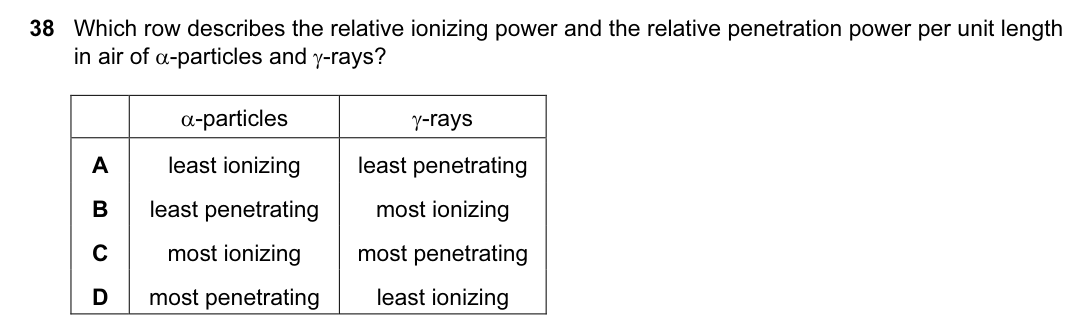 38 Which row describes the relative ionizing power and the relative penetration power per unit length
in air of α-particles and γ-rays?
α-particles γ-rays
A least ionizing least penetrating
B least penetrating most ionizing
C most ionizing most penetrating
D most penetrating least ionizing